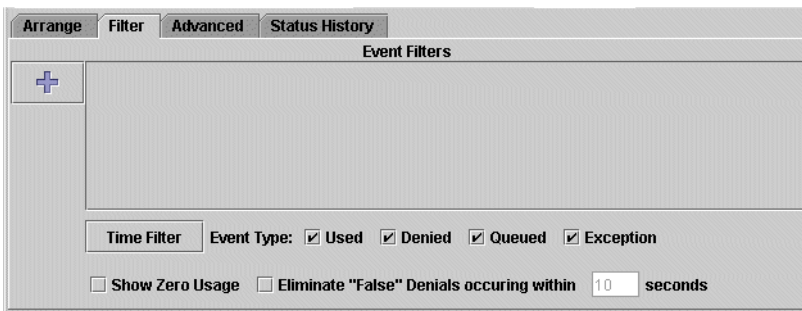 Arrange Filter Advanced Status History
Event Filters
Time Filter Event Type: Used Denied Queued Exception
Show Zero Usage Eliminate "False" Denials occuring within 10 seconds